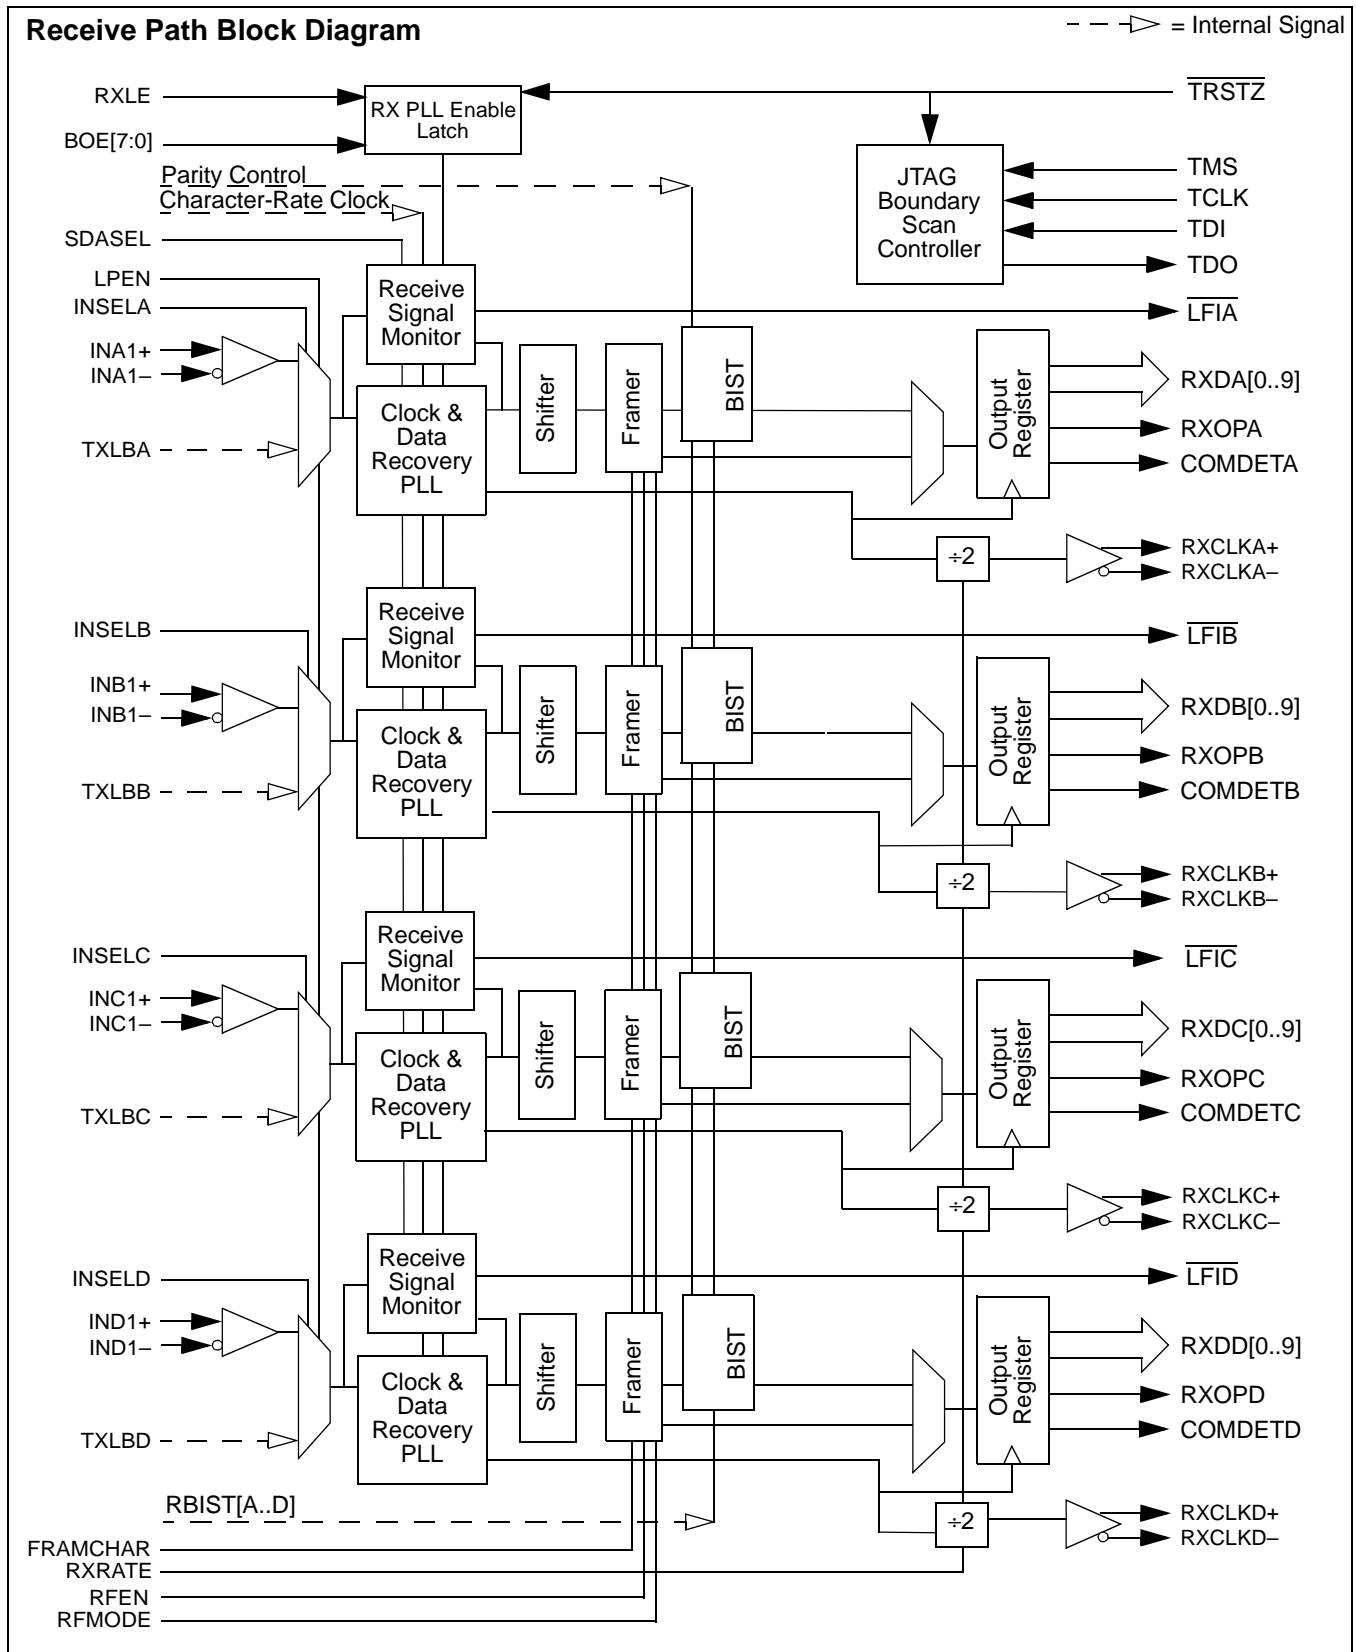 Receive Path Block Diagram
= Internal Signal
RXLE
RX PLL Enable
Latch
TRSTZ
BOE[7:0]
Parity Control
Character-Rate Clock
JTAG
Boundary
Scan
Controller
TMS
TCLK
TDI
TDO
SDASEL
LPEN
INSELA
Receive
Signal
Monitor
LFIA
INA1+
INA1–
TXLBA
Clock &
Data
Recovery
PLL
Shifter
Framer
BIST
Output
Register
RXDA[0..9]
RXOPA
COMDETA
÷2
RXCLKA+
RXCLKA–
INSELB
Receive
Signal
Monitor
LFIB
INB1+
INB1–
TXLBB
Clock &
Data
Recovery
PLL
Shifter
Framer
BIST
Output
Register
RXDB[0..9]
RXOPB
COMDETB
÷2
RXCLKB+
RXCLKB–
INSELC
Receive
Signal
Monitor
LFIC
INC1+
INC1–
TXLBC
Clock &
Data
Recovery
PLL
Shifter
Framer
BIST
Output
Register
RXDC[0..9]
RXOPC
COMDETC
÷2
RXCLKC+
RXCLKC–
INSELD
Receive
Signal
Monitor
LFID
IND1+
IND1–
TXLBD
Clock &
Data
Recovery
PLL
Shifter
Framer
BIST
Output
Register
RXDD[0..9]
RXOPD
COMDETD
÷2
RXCLKD+
RXCLKD–
RBIST[A..D]
FRAMCHAR
RXRATE
RFEN
RFMODE